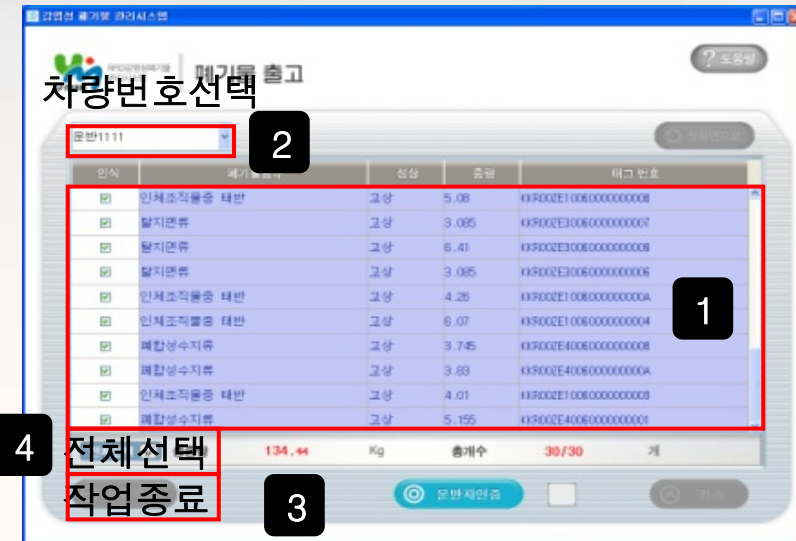 감염성 폐기물 관리시스템
폐기물 출고
? 도움말
차량번호선택
운반1111
2
인식 성상 중량 태그 번호
인체조직물중 태반 고상 5.08
탈지면류 고상 3.085
탈지면류 고상 6.41
탈지면류 고상 3.085
인체조직물중 태반 고상 4.26
1
인체조직물중 태반 고상 6.07
폐합성수지류 고상 3.745
폐합성수지류 고상 3.83
인체조직물중 태반 고상 4.01
폐합성수지류 고상 5.155
4
전체선택 134.44 Kg 총개수 30/30 개
작업종료
3
운반자인증